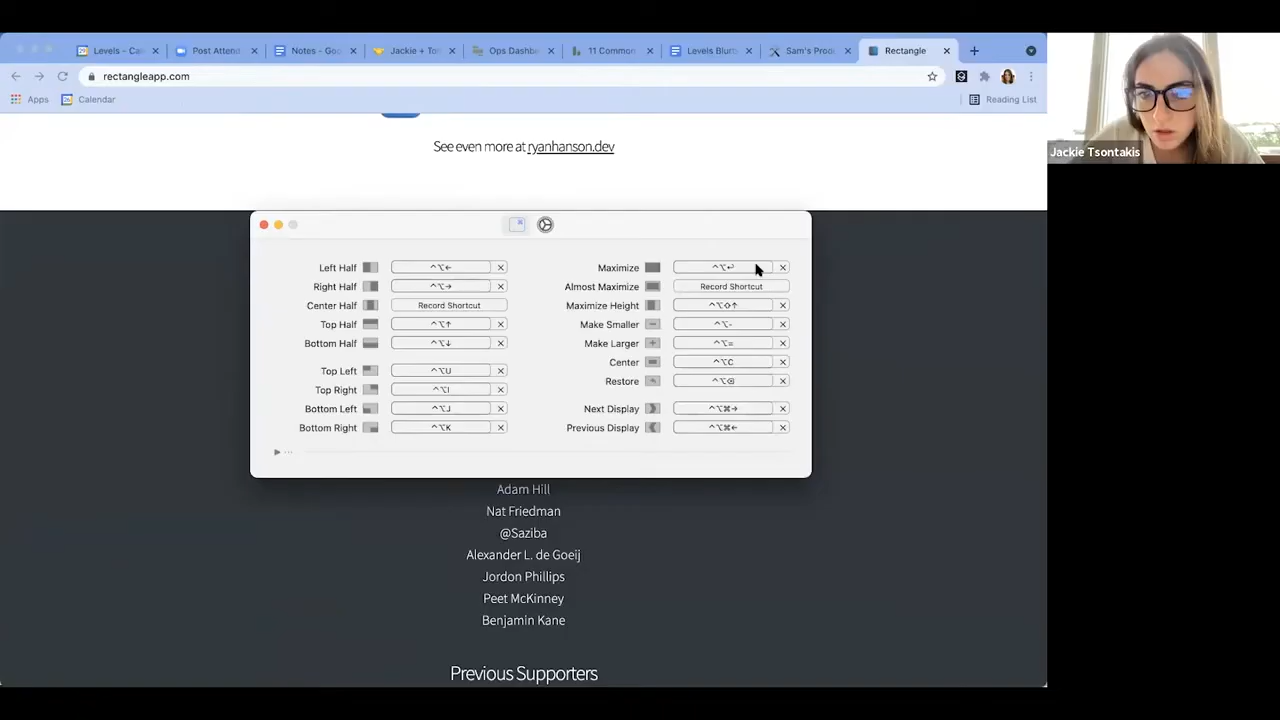 Levels - Cal
Post Attend
Notes - Goo
Jackie + To
Ops Dashb
11 Common
Levels Blurb
Sam's Prod
Rectangle
rectangleapp.com
Apps
Calendar
Reading List
Jackie Tsontakis
See even more at ryanhanson.dev
Left Half ^⌥←
Right Half ^⌥→
Center Half Record Shortcut
Top Half ^⌥↑
Bottom Half ^⌥↓
Top Left ^⌥U
Top Right ^⌥I
Bottom Left ^⌥J
Bottom Right ^⌥K
Maximize ^⌥↩
Almost Maximize Record Shortcut
Maximize Height ^⌥⇧↑
Make Smaller ^⌥-
Make Larger ^⌥=
Center ^⌥C
Restore ^⌥⌫
Next Display ^⌥⌘→
Previous Display ^⌥⌘←
...
Adam Hill
Nat Friedman
@Saziba
Alexander L. de Goeij
Jordon Phillips
Peet McKinney
Benjamin Kane
Previous Supporters